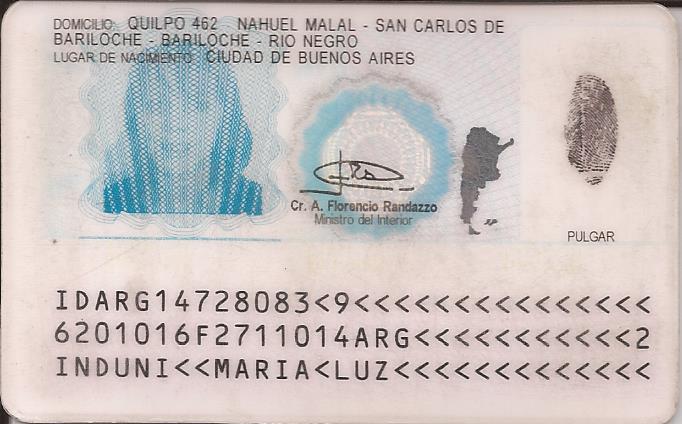 DOMICILIO: QUILPO 462 NAHUEL MALAL - SAN CARLOS DE
BARILOCHE - BARILOCHE - RIO NEGRO
LUGAR DE NACIMIENTO: CIUDAD DE BUENOS AIRES
Cr. A. Florencio Randazzo
Ministro del Interior
PULGAR
IDARG14728083<9<<<<<<<<<<<<<<<
6201016F2711014ARG<<<<<<<<<<<2
INDUNI<<MARIA<LUZ<<<<<<<<<<<<<